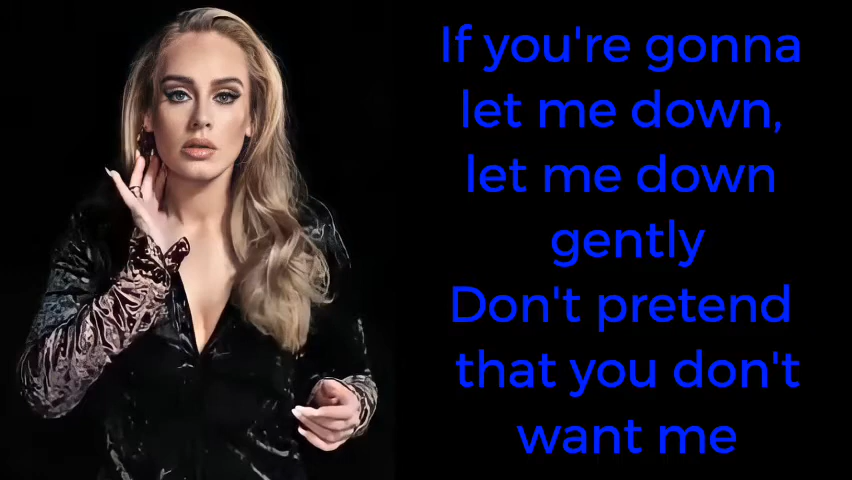 If you're gonna
let me down,
let me down
gently
Don't pretend
that you don't
want me